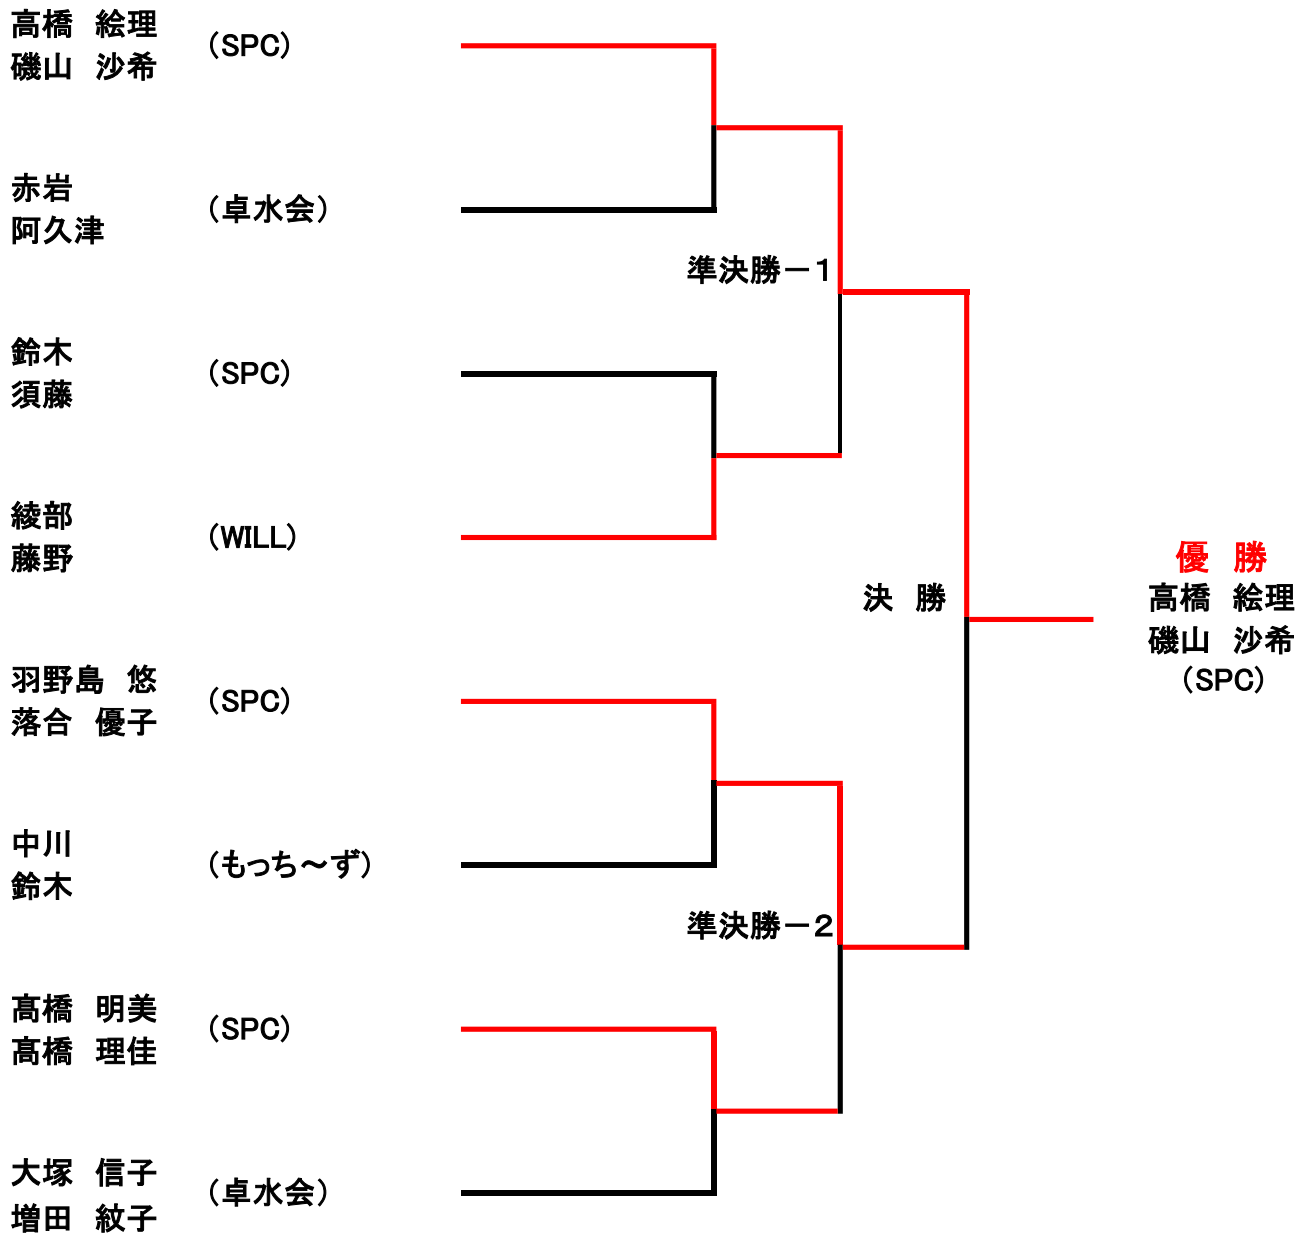 高橋　絵理
磯山　沙希
（SPC）
赤岩
阿久津
（卓水会）
準決勝－１
鈴木
須藤
（SPC）
綾部
藤野
（WILL）
優　勝
高橋　絵理
磯山　沙希
（SPC）
決　勝
羽野島　悠
落合　優子
（SPC）
中川
鈴木
（もっち～ず）
準決勝－２
髙橋　明美
髙橋　理佳
（SPC）
大塚　信子
増田　紋子
（卓水会）